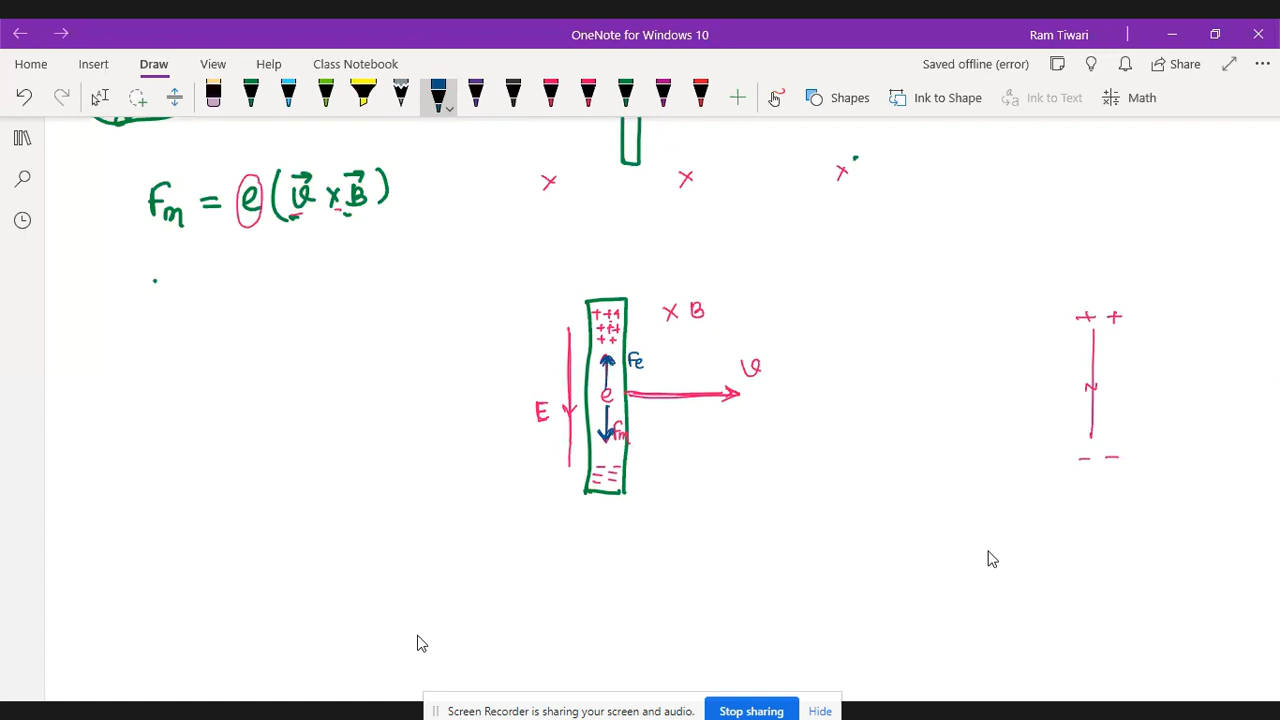 OneNote for Windows 10
Ram Tiwari
Home Insert Draw View Help Class Notebook
Saved offline (error)
Share
Shapes
Ink to Shape
Ink to Text
Math
Fm = e(v⃗ × B⃗)
× × ×
+ + +
+ + +
+ +
× B
+ +
Fe
v
e
E
Fm
- -
- -
- -
- -
Screen Recorder is sharing your screen and audio.
Stop sharing
Hide